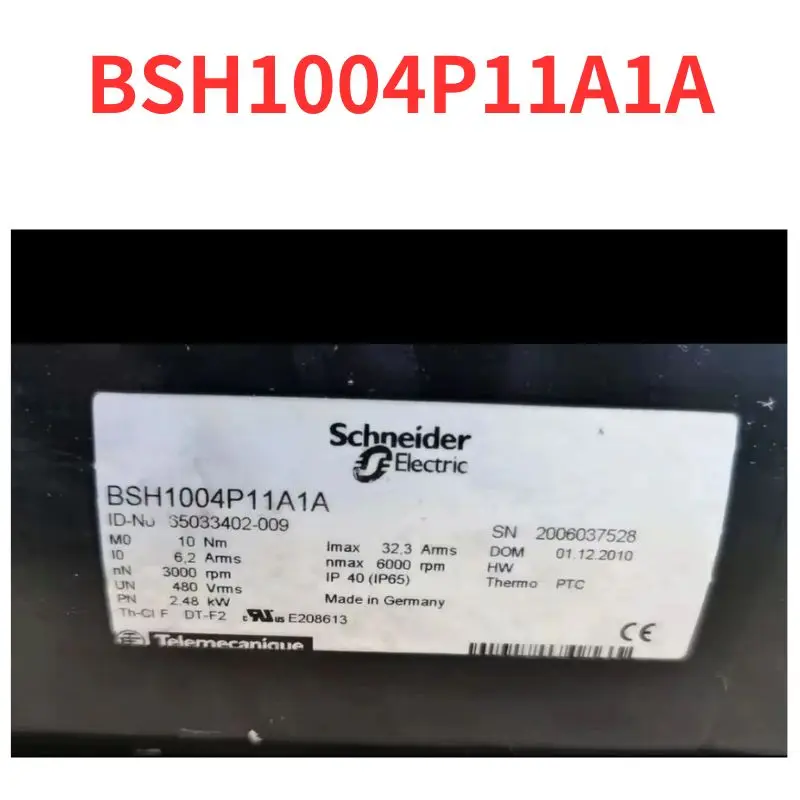 BSH1004P11A1A
Schneider
Electric
BSH1004P11A1A
ID-No 65033402-009
M0 10 Nm
I0 6,2 Arms
nN 3000 rpm
UN 480 Vrms
PN 2.48 kW
Th-Cl F DT-F2 c RU us E208613
Imax 32,3 Arms
nmax 6000 rpm
IP 40 (IP65)
Made in Germany
SN 2006037528
DOM 01.12.2010
HW
Thermo PTC
CE
Telemecanique